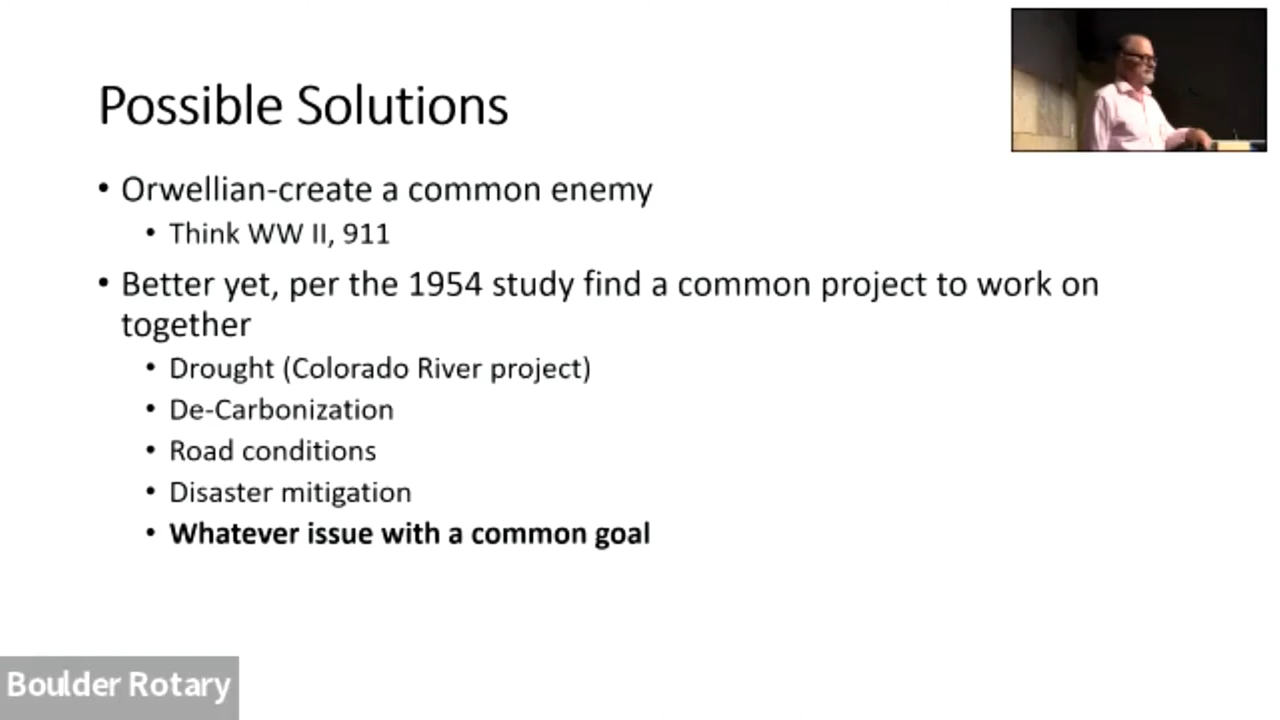 Possible Solutions
• Orwellian-create a common enemy
• Think WW II, 911
• Better yet, per the 1954 study find a common project to work on
together
• Drought (Colorado River project)
• De-Carbonization
• Road conditions
• Disaster mitigation
• Whatever issue with a common goal
Boulder Rotary